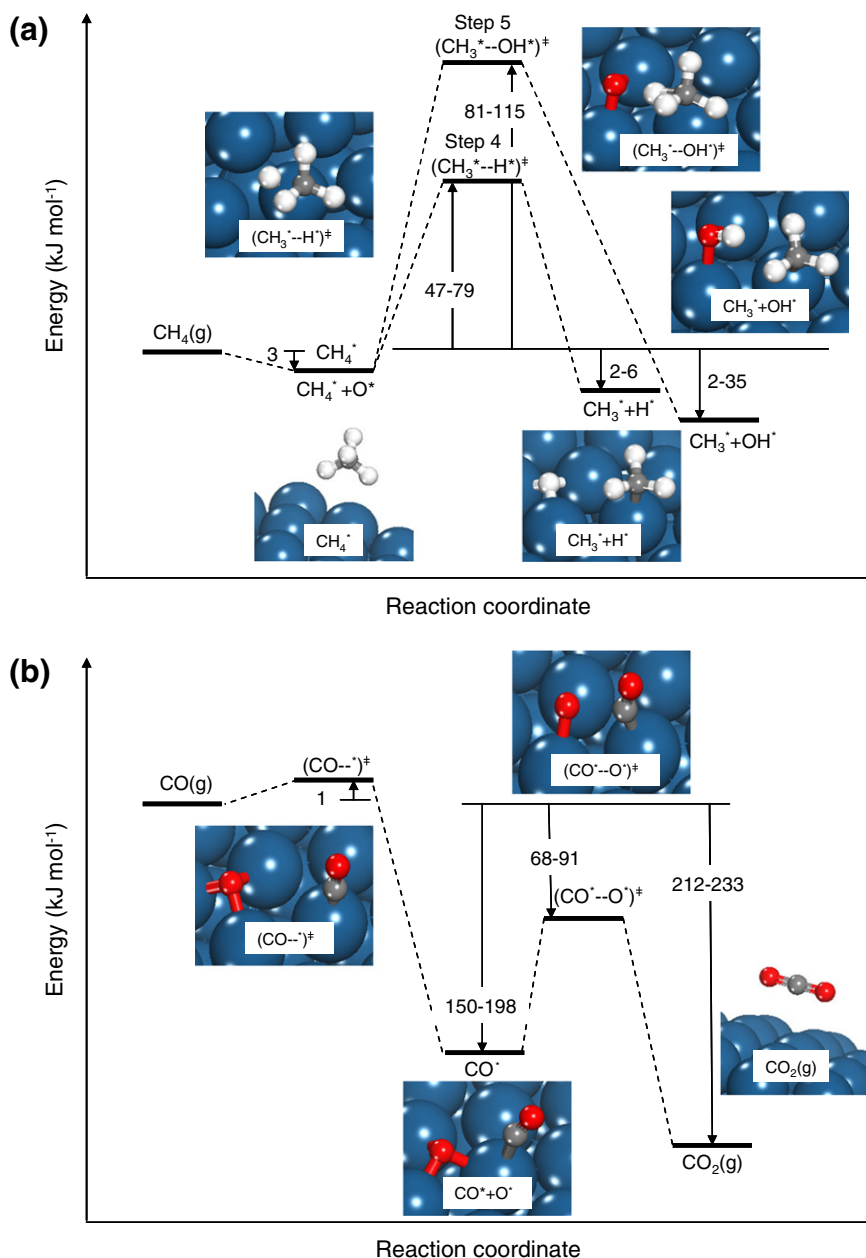 (a)
Energy (kJ mol⁻¹)
Step 5
(CH₃*--OH*)‡
81-115
Step 4
(CH₃*--H*)‡
(CH₃*--OH*)‡
(CH₃*--H*)‡
47-79
CH₃*+OH*
CH₄(g)
3
CH₄*
CH₄*+O*
2-6
2-35
CH₃*+H*
CH₃*+OH*
CH₄*
CH₃*+H*
Reaction coordinate
(b)
Energy (kJ mol⁻¹)
(CO*--O*)‡
CO(g)
(CO--*)‡
1
68-91
(CO*--O*)‡
212-233
(CO--*)‡
150-198
CO*
CO₂(g)
CO₂(g)
CO*+O*
Reaction coordinate